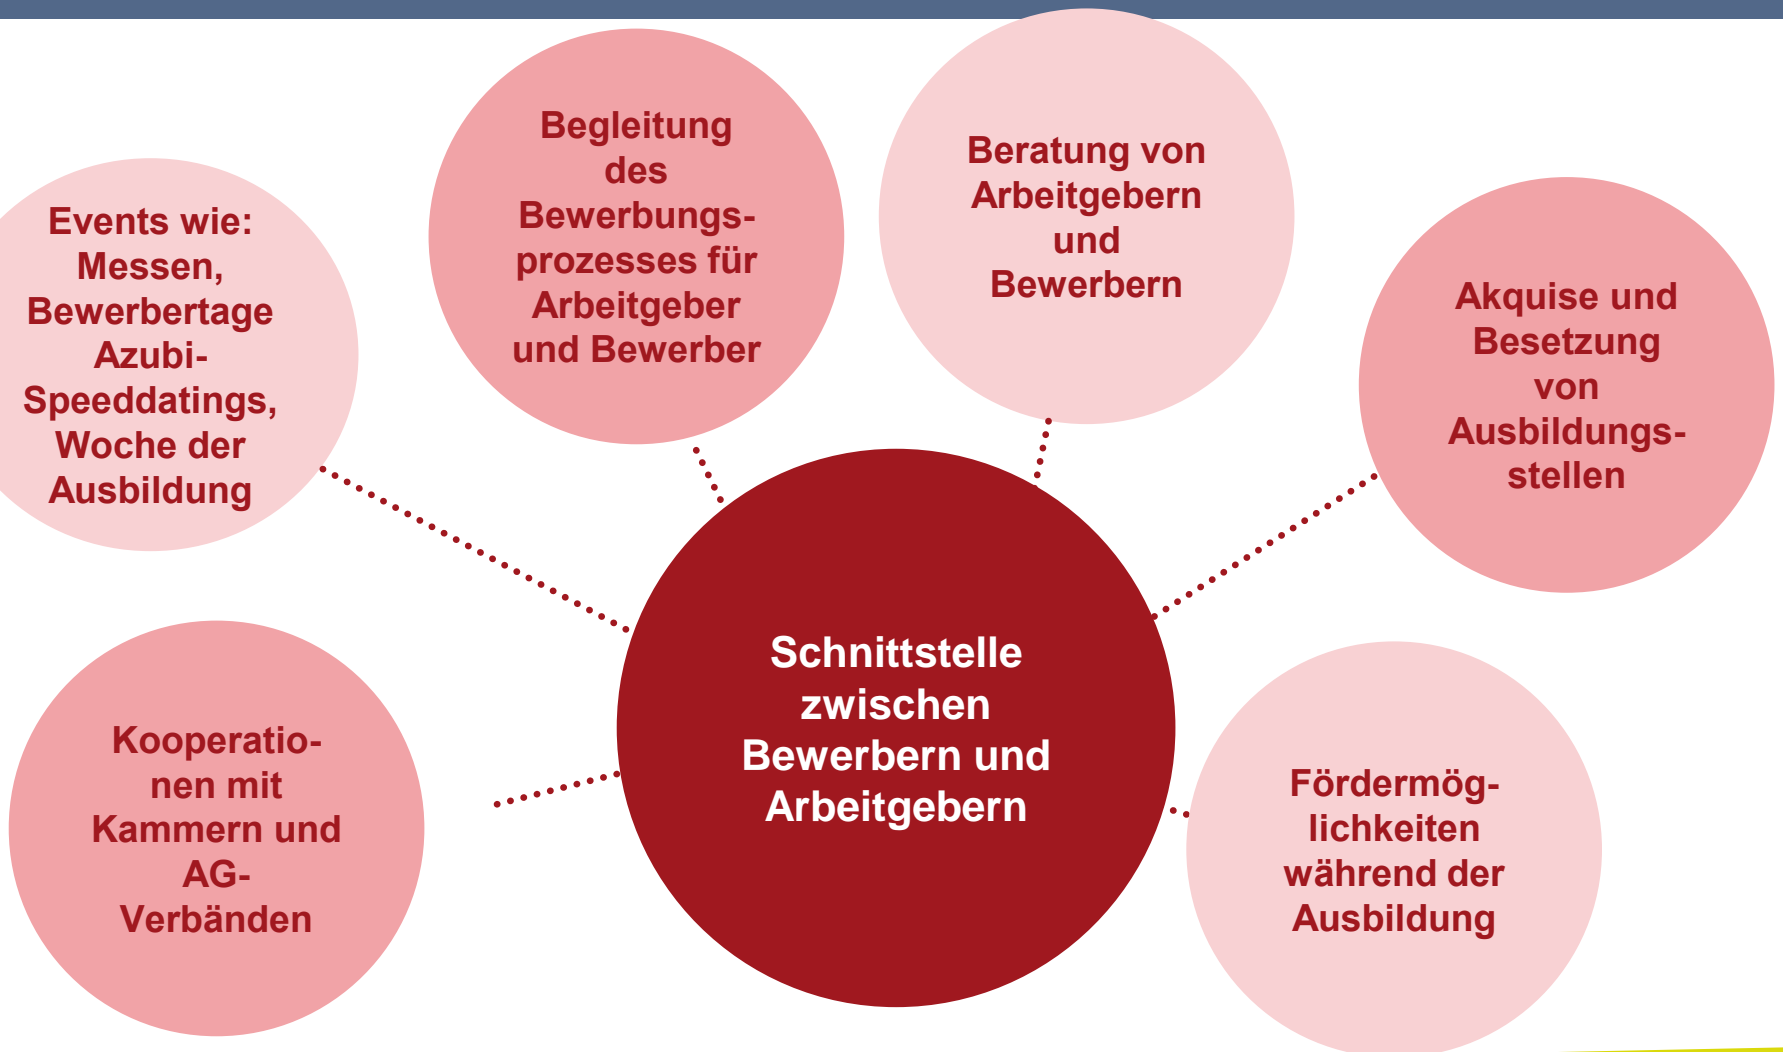 Events wie:
Messen,
Bewerbertage
Azubi-
Speeddatings,
Woche der
Ausbildung
Begleitung
des
Bewerbungs-
prozesses für
Arbeitgeber
und Bewerber
Beratung von
Arbeitgebern
und
Bewerbern
Akquise und
Besetzung
von
Ausbildungs-
stellen
Kooperatio-
nen mit
Kammern und
AG-
Verbänden
Schnittstelle
zwischen
Bewerbern und
Arbeitgebern
Fördermög-
lichkeiten
während der
Ausbildung